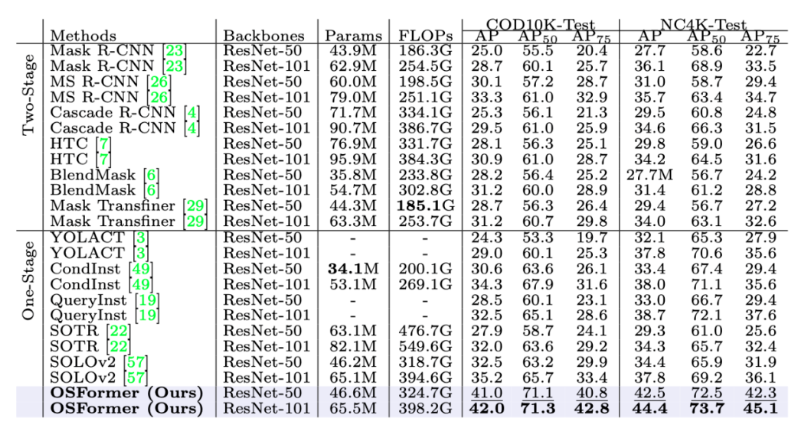 COD10K-Test NC4K-Test
Methods Backbones Params FLOPs AP AP50 AP75 AP AP50 AP75
Two-Stage
Mask R-CNN [23] ResNet-50 43.9M 186.3G 25.0 55.5 20.4 27.7 58.6 22.7
Mask R-CNN [23] ResNet-101 62.9M 254.5G 28.7 60.1 25.7 36.1 68.9 33.5
MS R-CNN [26] ResNet-50 60.0M 198.5G 30.1 57.2 28.7 31.0 58.7 29.4
MS R-CNN [26] ResNet-101 79.0M 251.1G 33.3 61.0 32.9 35.7 63.4 34.7
Cascade R-CNN [4] ResNet-50 71.7M 334.1G 25.3 56.1 21.3 29.5 60.8 24.8
Cascade R-CNN [4] ResNet-101 90.7M 386.7G 29.5 61.0 25.9 34.6 66.3 31.5
HTC [7] ResNet-50 76.9M 331.7G 28.1 56.3 25.1 29.8 59.0 26.6
HTC [7] ResNet-101 95.9M 384.3G 30.9 61.0 28.7 34.2 64.5 31.6
BlendMask [6] ResNet-50 35.8M 233.8G 28.2 56.4 25.2 27.7M 56.7 24.2
BlendMask [6] ResNet-101 54.7M 302.8G 31.2 60.0 28.9 31.4 61.2 28.8
Mask Transfiner [29] ResNet-50 44.3M 185.1G 28.7 56.3 26.4 29.4 56.7 27.2
Mask Transfiner [29] ResNet-101 63.3M 253.7G 31.2 60.7 29.8 34.0 63.1 32.6
One-Stage
YOLACT [3] ResNet-50 - - 24.3 53.3 19.7 32.1 65.3 27.9
YOLACT [3] ResNet-101 - - 29.0 60.1 25.3 37.8 70.6 35.6
CondInst [49] ResNet-50 34.1M 200.1G 30.6 63.6 26.1 33.4 67.4 29.4
CondInst [49] ResNet-101 53.1M 269.1G 34.3 67.9 31.6 38.0 71.1 35.6
QueryInst [19] ResNet-50 - - 28.5 60.1 23.1 33.0 66.7 29.4
QueryInst [19] ResNet-101 - - 32.5 65.1 28.6 38.7 72.1 37.6
SOTR [22] ResNet-50 63.1M 476.7G 27.9 58.7 24.1 29.3 61.0 25.6
SOTR [22] ResNet-101 82.1M 549.6G 32.0 63.6 29.2 34.3 65.7 32.4
SOLOv2 [57] ResNet-50 46.2M 318.7G 32.5 63.2 29.9 34.4 65.9 31.9
SOLOv2 [57] ResNet-101 65.1M 394.6G 35.2 65.7 33.4 37.8 69.2 36.1
OSFormer (Ours) ResNet-50 46.6M 324.7G 41.0 71.1 40.8 42.5 72.5 42.3
OSFormer (Ours) ResNet-101 65.5M 398.2G 42.0 71.3 42.8 44.4 73.7 45.1